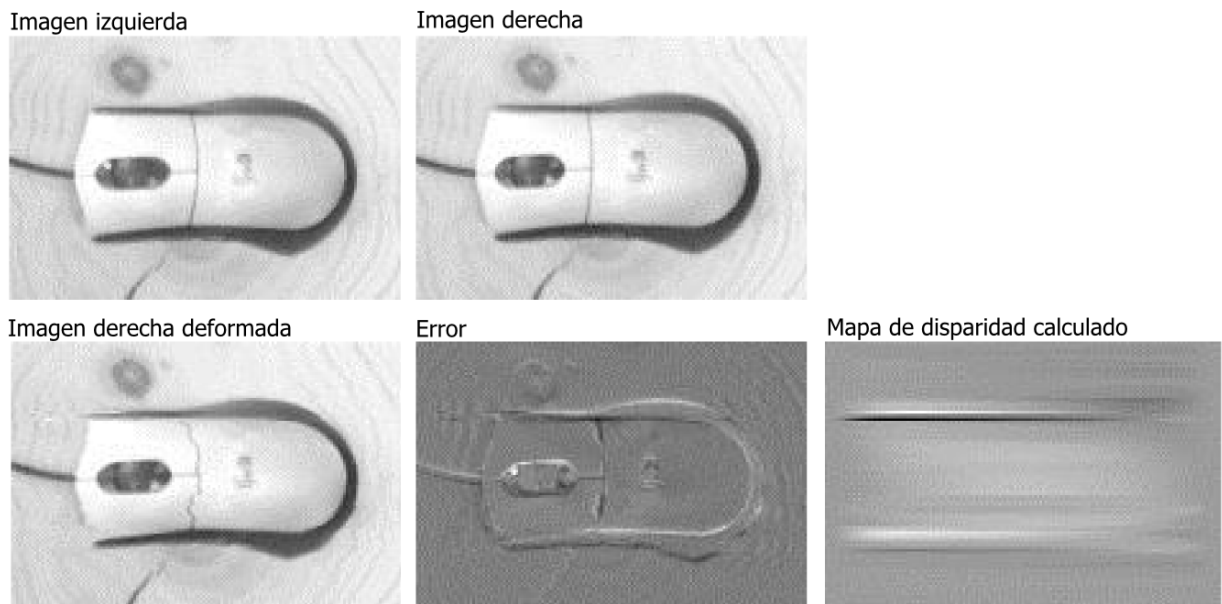 Imagen izquierda
Imagen derecha
Imagen derecha deformada
Error
Mapa de disparidad calculado